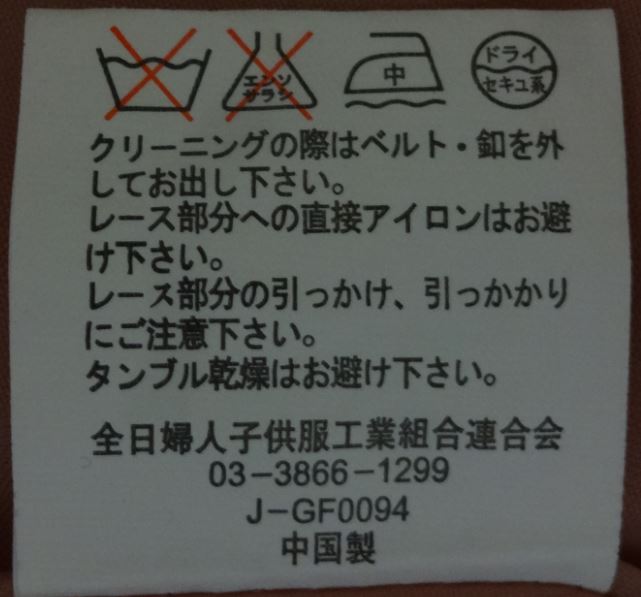 エンソ
サラシ
中
ドライ
セキユ系
クリーニングの際はベルト・釦を外
してお出し下さい。
レース部分への直接アイロンはお避
け下さい。
レース部分の引っかけ、引っかかり
にご注意下さい。
タンブル乾燥はお避け下さい。
全日婦人子供服工業組合連合会
03-3866-1299
J-GF0094
中国製